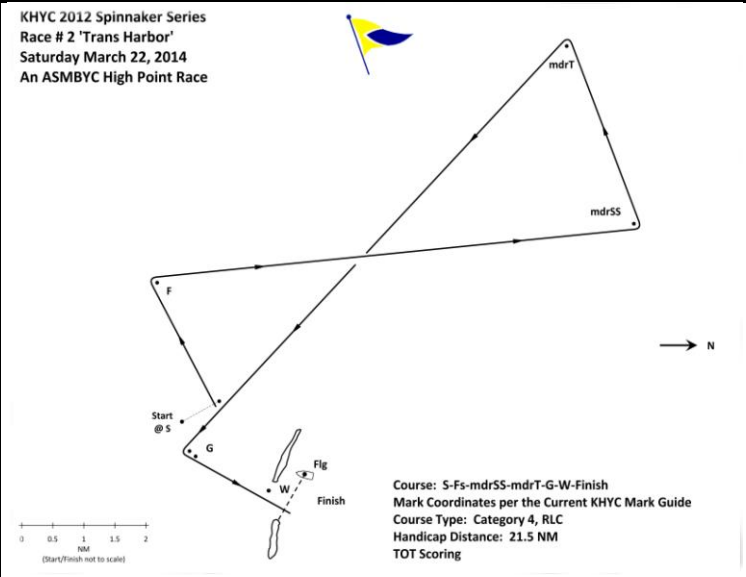 KHYC 2012 Spinnaker Series
Race # 2 'Trans Harbor'
Saturday March 22, 2014
An ASMBYC High Point Race
mdrT
mdrSS
F
N
Start
@ S
G
Flg
W
Finish
Course: S-Fs-mdrSS-mdrT-G-W-Finish
Mark Coordinates per the Current KHYC Mark Guide
Course Type: Category 4, RLC
Handicap Distance: 21.5 NM
TOT Scoring
0 0.5 1 1.5 2
NM
(Start/Finish not to scale)